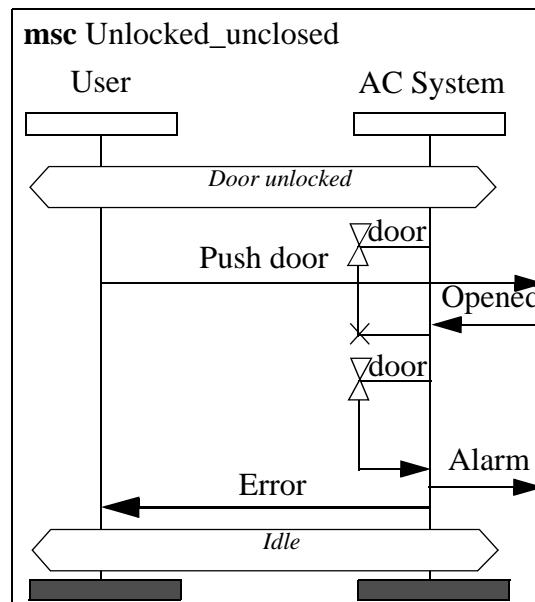 msc Unlocked_unclosed
User
AC System
Door unlocked
door
Push door
Opened
door
Alarm
Error
Idle